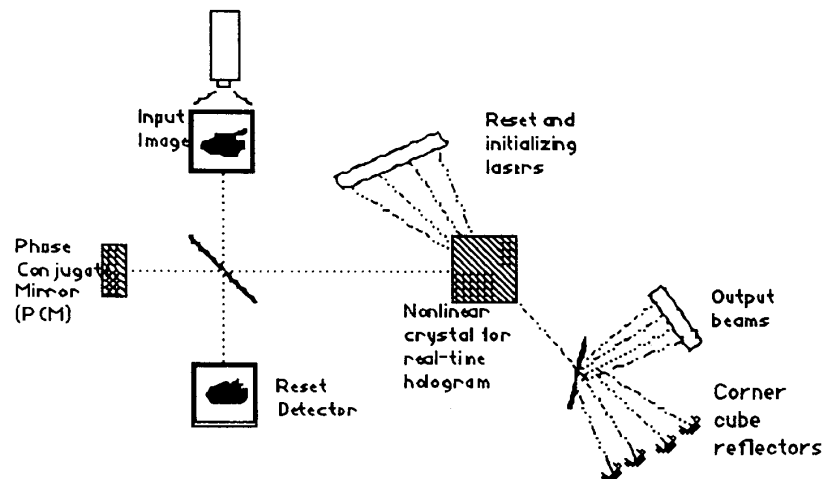 Input
Image
Reset and
initializing
lasers
Phase
Conjugate
Mirror
(PCM)
Nonlinear
crystal for
real-time
hologram
Output
beams
Reset
Detector
Corner
cube
reflectors